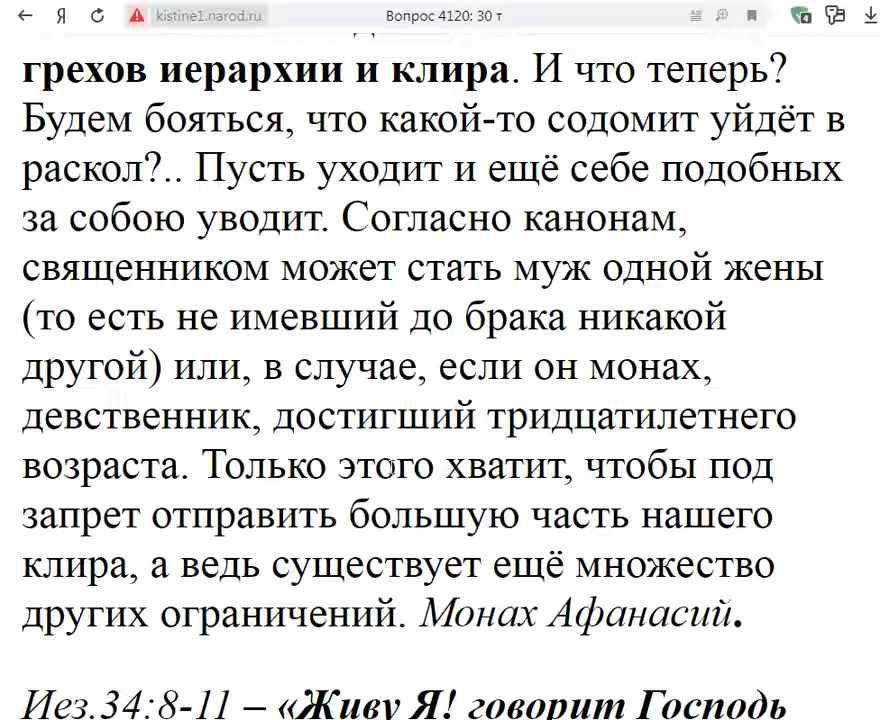 kistine1.narod.ru
Вопрос 4120: 30 т
грехов иерархии и клира. И что теперь?
Будем бояться, что какой-то содомит уйдёт в
раскол?.. Пусть уходит и ещё себе подобных
за собою уводит. Согласно канонам,
священником может стать муж одной жены
(то есть не имевший до брака никакой
другой) или, в случае, если он монах,
девственник, достигший тридцатилетнего
возраста. Только этого хватит, чтобы под
запрет отправить большую часть нашего
клира, а ведь существует ещё множество
других ограничений. Монах Афанасий.
Иез.34:8-11 – «Живу Я! говорит Господь